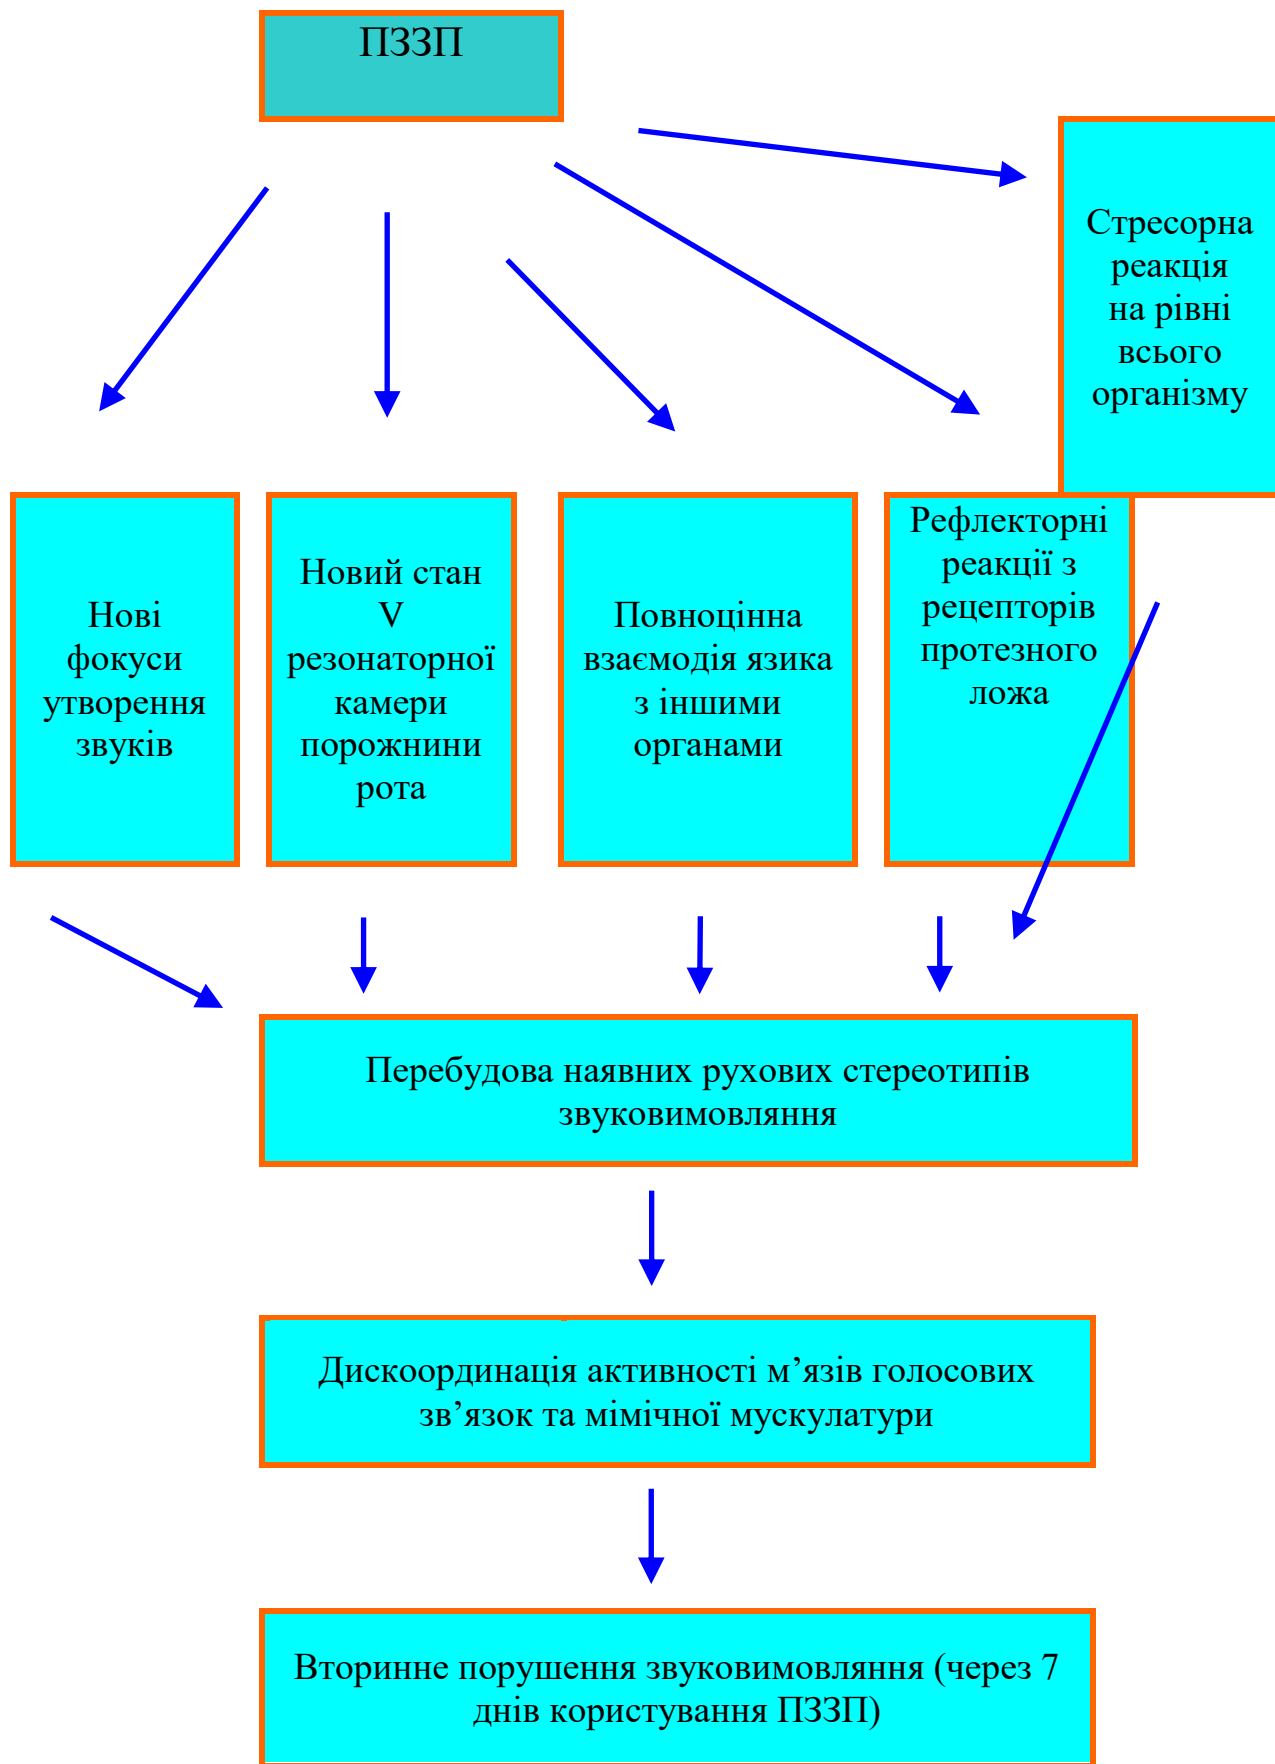 ПЗЗП
Стресорна
реакція
на рівні
всього
організму
Нові
фокуси
утворення
звуків
Новий стан
V
резонаторної
камери
порожнини
рота
Повноцінна
взаємодія язика
з іншими
органами
Рефлекторні
реакції з
рецепторів
протезного
ложа
Перебудова наявних рухових стереотипів
звуковимовляння
Дискоординація активності м’язів голосових
зв’язок та мімічної мускулатури
Вторинне порушення звуковимовляння (через 7
днів користування ПЗЗП)